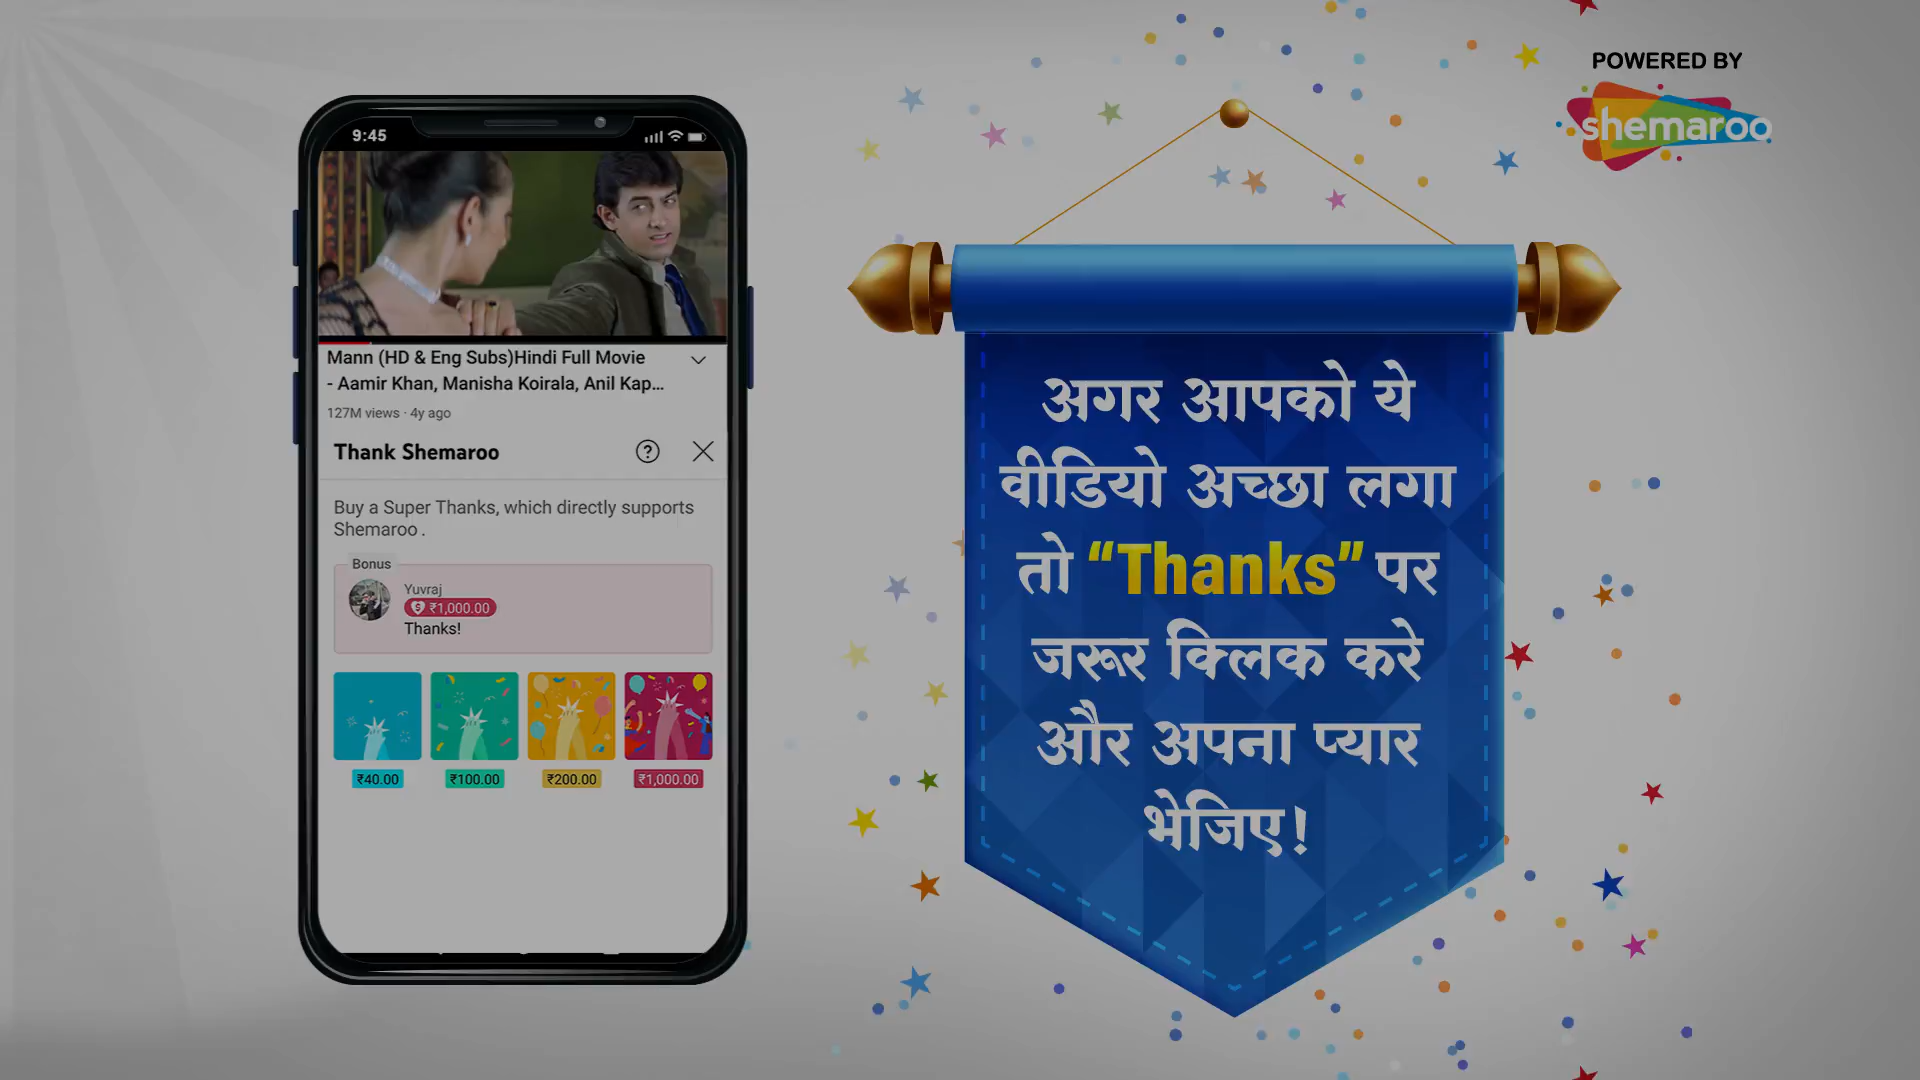 POWERED BY
shemaroo
9:45
Mann (HD & Eng Subs)Hindi Full Movie
- Aamir Khan, Manisha Koirala, Anil Kap...
127M views · 4y ago
Thank Shemaroo
?
Buy a Super Thanks, which directly supports
Shemaroo .
Bonus
Yuvraj
$ ₹1,000.00
Thanks!
₹40.00 ₹100.00 ₹200.00 ₹1,000.00
अगर आपको ये
वीडियो अच्छा लगा
तो “Thanks” पर
जरूर क्लिक करे
और अपना प्यार
भेजिए!